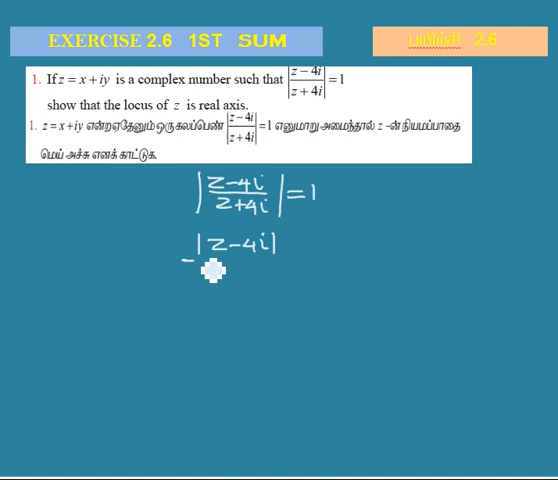 EXERCISE 2.6 1ST SUM
பயிற்சி 2.6
1. If z = x + iy is a complex number such that |z − 4i / z + 4i| = 1
show that the locus of z is real axis.
1. z = x + iy என்றஏதேனும் ஒரு கலப்பெண் |z − 4i / z + 4i| = 1 எனுமாறு அமைந்தால் z -ன் நியமப்பாதை
மெய் அச்சு எனக் காட்டுக.
|z − 4i / z + 4i| = 1
|z − 4i|